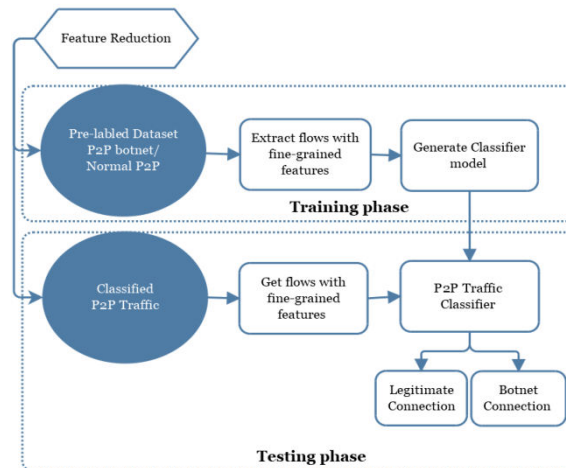 Feature Reduction
Pre-labled Dataset
P2P botnet/
Normal P2P
Extract flows with
fine-grained
features
Generate Classifier
model
Training phase
Classified
P2P Traffic
Get flows with
fine-grained
features
P2P Traffic
Classifier
Legitimate
Connection
Botnet
Connection
Testing phase